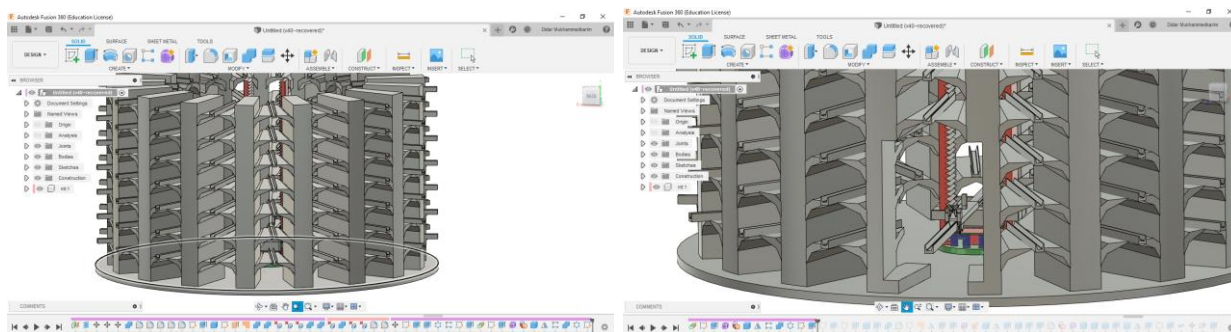 Autodesk Fusion 360 (Education License)
Untitled (v40~recovered)*
DESIGN
SOLID SURFACE SHEET METAL TOOLS
CREATE MODIFY ASSEMBLE CONSTRUCT INSPECT INSERT SELECT
BROWSER
Untitled (v40~recovered)
Document Settings
Named Views
Origin
Analysis
Joints
Bodies
Sketches
Construction
COMMENTS
Autodesk Fusion 360 (Education License)
Untitled (v40~recovered)*
DESIGN
SOLID SURFACE SHEET METAL TOOLS
CREATE MODIFY ASSEMBLE CONSTRUCT INSPECT INSERT SELECT
BROWSER
Untitled (v40~recovered)
Document Settings
Named Views
Origin
Analysis
Joints
Bodies
Sketches
Construction
COMMENTS